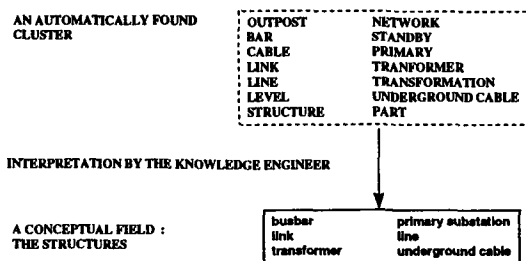 AN AUTOMATICALLY FOUND
CLUSTER
OUTPOST NETWORK
BAR STANDBY
CABLE PRIMARY
LINK TRANFORMER
LINE TRANSFORMATION
LEVEL UNDERGROUND CABLE
STRUCTURE PART
INTERPRETATION BY THE KNOWLEDGE ENGINEER
A CONCEPTUAL FIELD :
THE STRUCTURES
busbar primary substation
link line
transformer underground cable